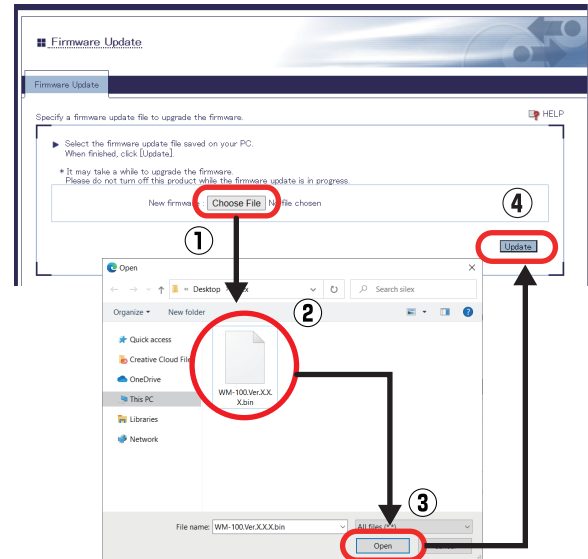 Firmware Update
Firmware Update
Specify a firmware update file to upgrade the firmware.
HELP
Select the firmware update file saved on your PC.
When finished, click [Update].
* It may take a while to upgrade the firmware.
Please do not turn off this product while the firmware update is in progress.
New firmware : Choose File No file chosen
④
①
Update
Open
« Desktop
Search silex
Organize
New folder
②
Quick access
Creative Cloud File
OneDrive
This PC
Libraries
Network
WM-100.Ver.X.X.
X.bin
③
File name: WM-100.Ver.X.X.X.bin
All files (*.*)
Open